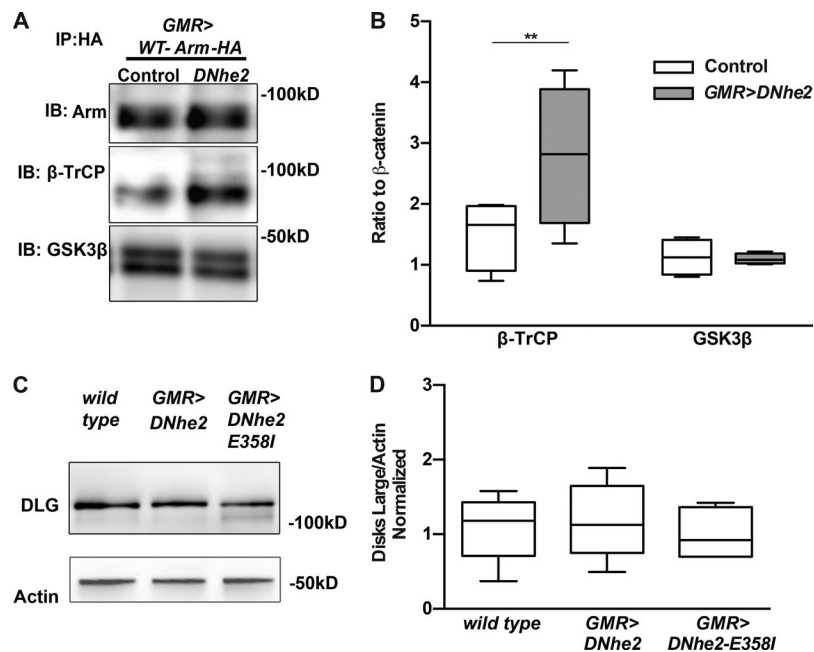 A
IP:HA
GMR>
WT- Arm -HA
Control DNhe2
-100kD
IB: Arm
-100kD
IB: β-TrCP
-50kD
IB: GSK3β
B
5
4
3
2
1
0
Ratio to β-catenin
**
Control
GMR>DNhe2
β-TrCP GSK3β
C
wild type
GMR> DNhe2
GMR> DNhe2 E358I
DLG
-100kD
-50kD
Actin
D
3
2
1
0
Disks Large/Actin
Normalized
wild type
GMR> DNhe2
GMR> DNhe2-E358I